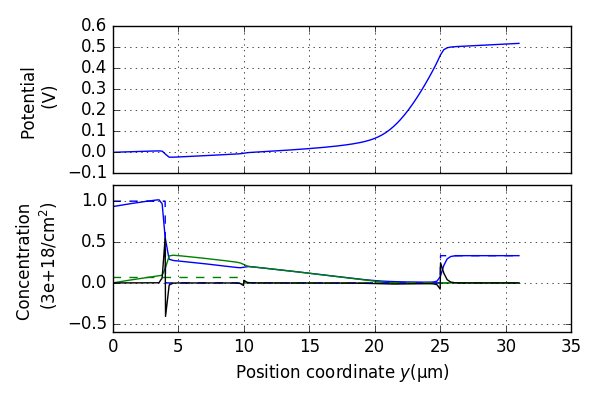 0.6
0.5
0.4
0.3
0.2
0.1
0.0
−0.1
Potential
(V)
1.0
0.5
0.0
−0.5
Concentration
(3e+18/cm²)
0 5 10 15 20 25 30 35
Position coordinate y(µm)